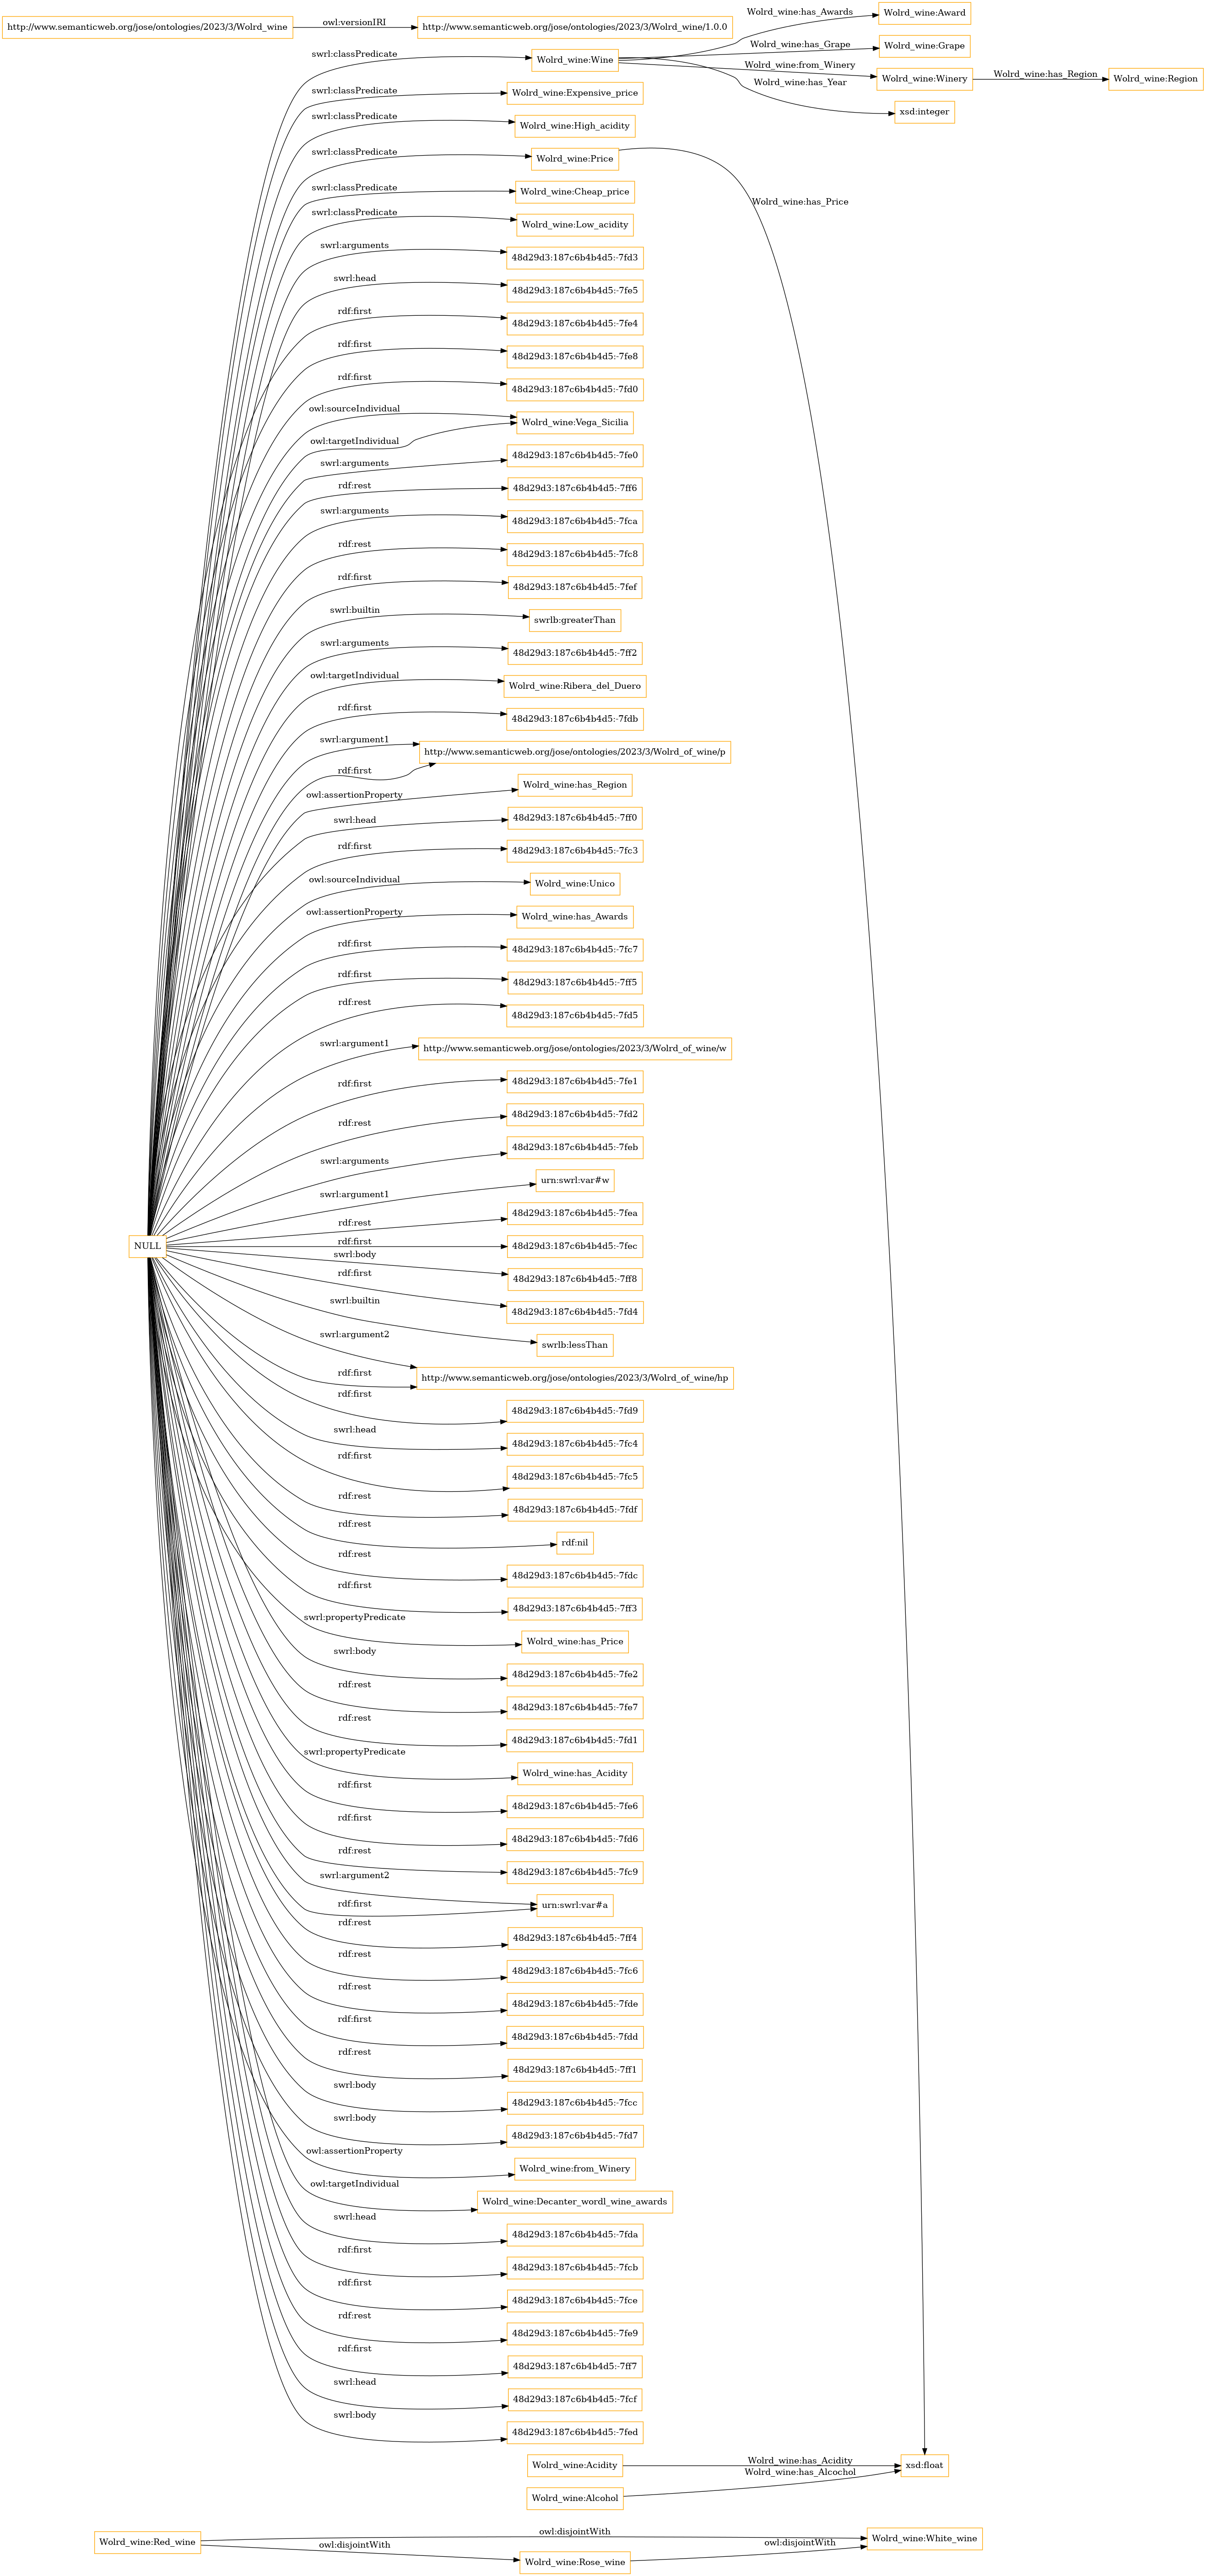 http://www.semanticweb.org/jose/ontologies/2023/3/Wolrd_wine
owl:versionIRI
http://www.semanticweb.org/jose/ontologies/2023/3/Wolrd_wine/1.0.0
Wolrd_wine:has_Awards
Wolrd_wine:Award
swrl:classPredicate
Wolrd_wine:Wine
Wolrd_wine:has_Grape
Wolrd_wine:Grape
Wolrd_wine:from_Winery
Wolrd_wine:Winery
Wolrd_wine:has_Region
Wolrd_wine:Region
Wolrd_wine:has_Year
xsd:integer
swrl:classPredicate
Wolrd_wine:Expensive_price
swrl:classPredicate
Wolrd_wine:High_acidity
swrl:classPredicate
Wolrd_wine:Price
Wolrd_wine:has_Price
swrl:classPredicate
Wolrd_wine:Cheap_price
swrl:classPredicate
Wolrd_wine:Low_acidity
swrl:arguments
48d29d3:187c6b4b4d5:-7fd3
swrl:head
48d29d3:187c6b4b4d5:-7fe5
rdf:first
48d29d3:187c6b4b4d5:-7fe4
rdf:first
48d29d3:187c6b4b4d5:-7fe8
rdf:first
48d29d3:187c6b4b4d5:-7fd0
owl:sourceIndividual
Wolrd_wine:Vega_Sicilia
owl:targetIndividual
swrl:arguments
48d29d3:187c6b4b4d5:-7fe0
rdf:rest
48d29d3:187c6b4b4d5:-7ff6
swrl:arguments
48d29d3:187c6b4b4d5:-7fca
rdf:rest
48d29d3:187c6b4b4d5:-7fc8
rdf:first
48d29d3:187c6b4b4d5:-7fef
swrl:builtin
swrlb:greaterThan
swrl:arguments
48d29d3:187c6b4b4d5:-7ff2
owl:targetIndividual
Wolrd_wine:Ribera_del_Duero
rdf:first
48d29d3:187c6b4b4d5:-7fdb
swrl:argument1
http://www.semanticweb.org/jose/ontologies/2023/3/Wolrd_of_wine/p
rdf:first
owl:assertionProperty
Wolrd_wine:has_Region
swrl:head
48d29d3:187c6b4b4d5:-7ff0
rdf:first
48d29d3:187c6b4b4d5:-7fc3
owl:sourceIndividual
Wolrd_wine:Unico
owl:assertionProperty
Wolrd_wine:has_Awards
rdf:first
48d29d3:187c6b4b4d5:-7fc7
rdf:first
48d29d3:187c6b4b4d5:-7ff5
rdf:rest
48d29d3:187c6b4b4d5:-7fd5
swrl:argument1
http://www.semanticweb.org/jose/ontologies/2023/3/Wolrd_of_wine/w
rdf:first
48d29d3:187c6b4b4d5:-7fe1
rdf:rest
48d29d3:187c6b4b4d5:-7fd2
swrl:arguments
48d29d3:187c6b4b4d5:-7feb
swrl:argument1
urn:swrl:var#w
rdf:rest
48d29d3:187c6b4b4d5:-7fea
NULL
rdf:first
48d29d3:187c6b4b4d5:-7fec
swrl:body
48d29d3:187c6b4b4d5:-7ff8
rdf:first
48d29d3:187c6b4b4d5:-7fd4
swrl:builtin
swrlb:lessThan
swrl:argument2
http://www.semanticweb.org/jose/ontologies/2023/3/Wolrd_of_wine/hp
rdf:first
rdf:first
48d29d3:187c6b4b4d5:-7fd9
swrl:head
48d29d3:187c6b4b4d5:-7fc4
rdf:first
48d29d3:187c6b4b4d5:-7fc5
rdf:rest
48d29d3:187c6b4b4d5:-7fdf
rdf:rest
rdf:nil
rdf:rest
48d29d3:187c6b4b4d5:-7fdc
rdf:first
48d29d3:187c6b4b4d5:-7ff3
swrl:propertyPredicate
Wolrd_wine:has_Price
swrl:body
48d29d3:187c6b4b4d5:-7fe2
rdf:rest
48d29d3:187c6b4b4d5:-7fe7
rdf:rest
48d29d3:187c6b4b4d5:-7fd1
swrl:propertyPredicate
Wolrd_wine:has_Acidity
rdf:first
48d29d3:187c6b4b4d5:-7fe6
rdf:first
48d29d3:187c6b4b4d5:-7fd6
rdf:rest
48d29d3:187c6b4b4d5:-7fc9
swrl:argument2
urn:swrl:var#a
rdf:first
rdf:rest
48d29d3:187c6b4b4d5:-7ff4
rdf:rest
48d29d3:187c6b4b4d5:-7fc6
rdf:rest
48d29d3:187c6b4b4d5:-7fde
rdf:first
48d29d3:187c6b4b4d5:-7fdd
rdf:rest
48d29d3:187c6b4b4d5:-7ff1
swrl:body
48d29d3:187c6b4b4d5:-7fcc
swrl:body
48d29d3:187c6b4b4d5:-7fd7
owl:assertionProperty
Wolrd_wine:from_Winery
owl:targetIndividual
Wolrd_wine:Decanter_wordl_wine_awards
swrl:head
48d29d3:187c6b4b4d5:-7fda
rdf:first
48d29d3:187c6b4b4d5:-7fcb
rdf:first
48d29d3:187c6b4b4d5:-7fce
rdf:rest
48d29d3:187c6b4b4d5:-7fe9
rdf:first
48d29d3:187c6b4b4d5:-7ff7
swrl:head
48d29d3:187c6b4b4d5:-7fcf
swrl:body
48d29d3:187c6b4b4d5:-7fed
Wolrd_wine:Acidity
Wolrd_wine:has_Acidity
xsd:float
Wolrd_wine:Alcohol
Wolrd_wine:has_Alcochol
Wolrd_wine:Red_wine
owl:disjointWith
Wolrd_wine:White_wine
owl:disjointWith
Wolrd_wine:Rose_wine
owl:disjointWith